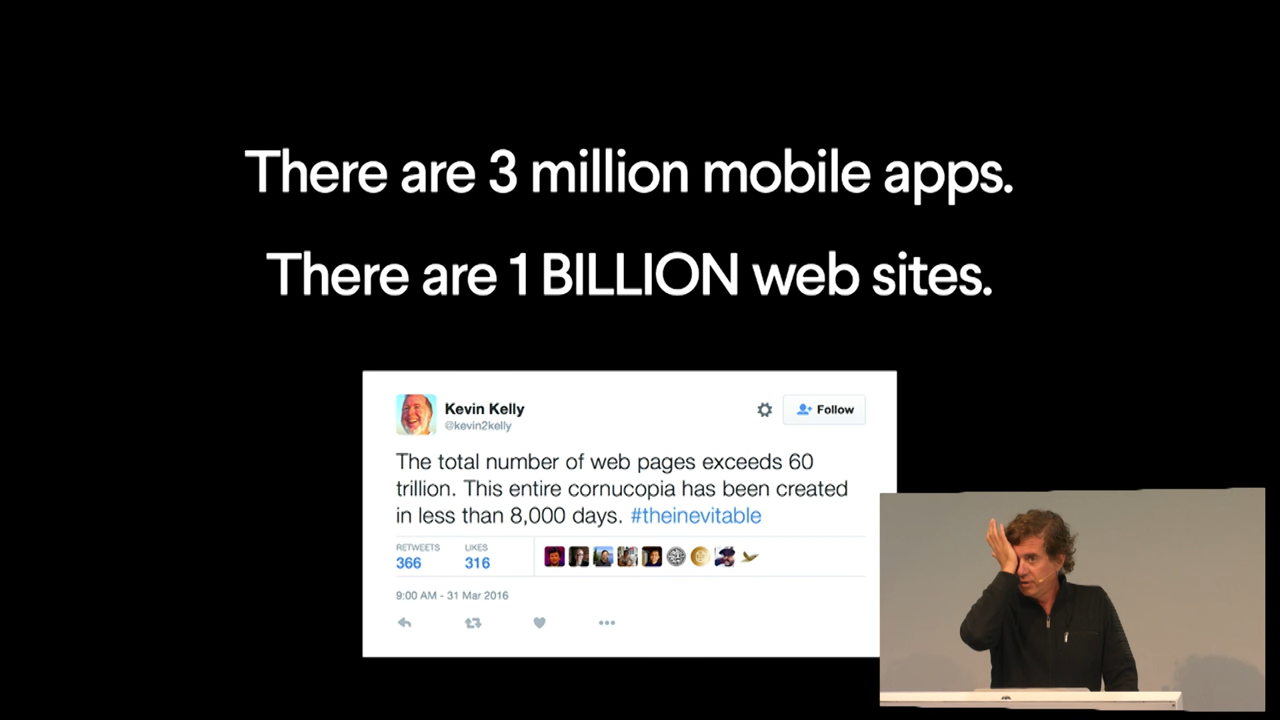 There are 3 million mobile apps.
There are 1 BILLION web sites.
Kevin Kelly
@kevin2kelly
Follow
The total number of web pages exceeds 60
trillion. This entire cornucopia has been created
in less than 8,000 days. #theinevitable
RETWEETS
366
LIKES
316
9:00 AM - 31 Mar 2016